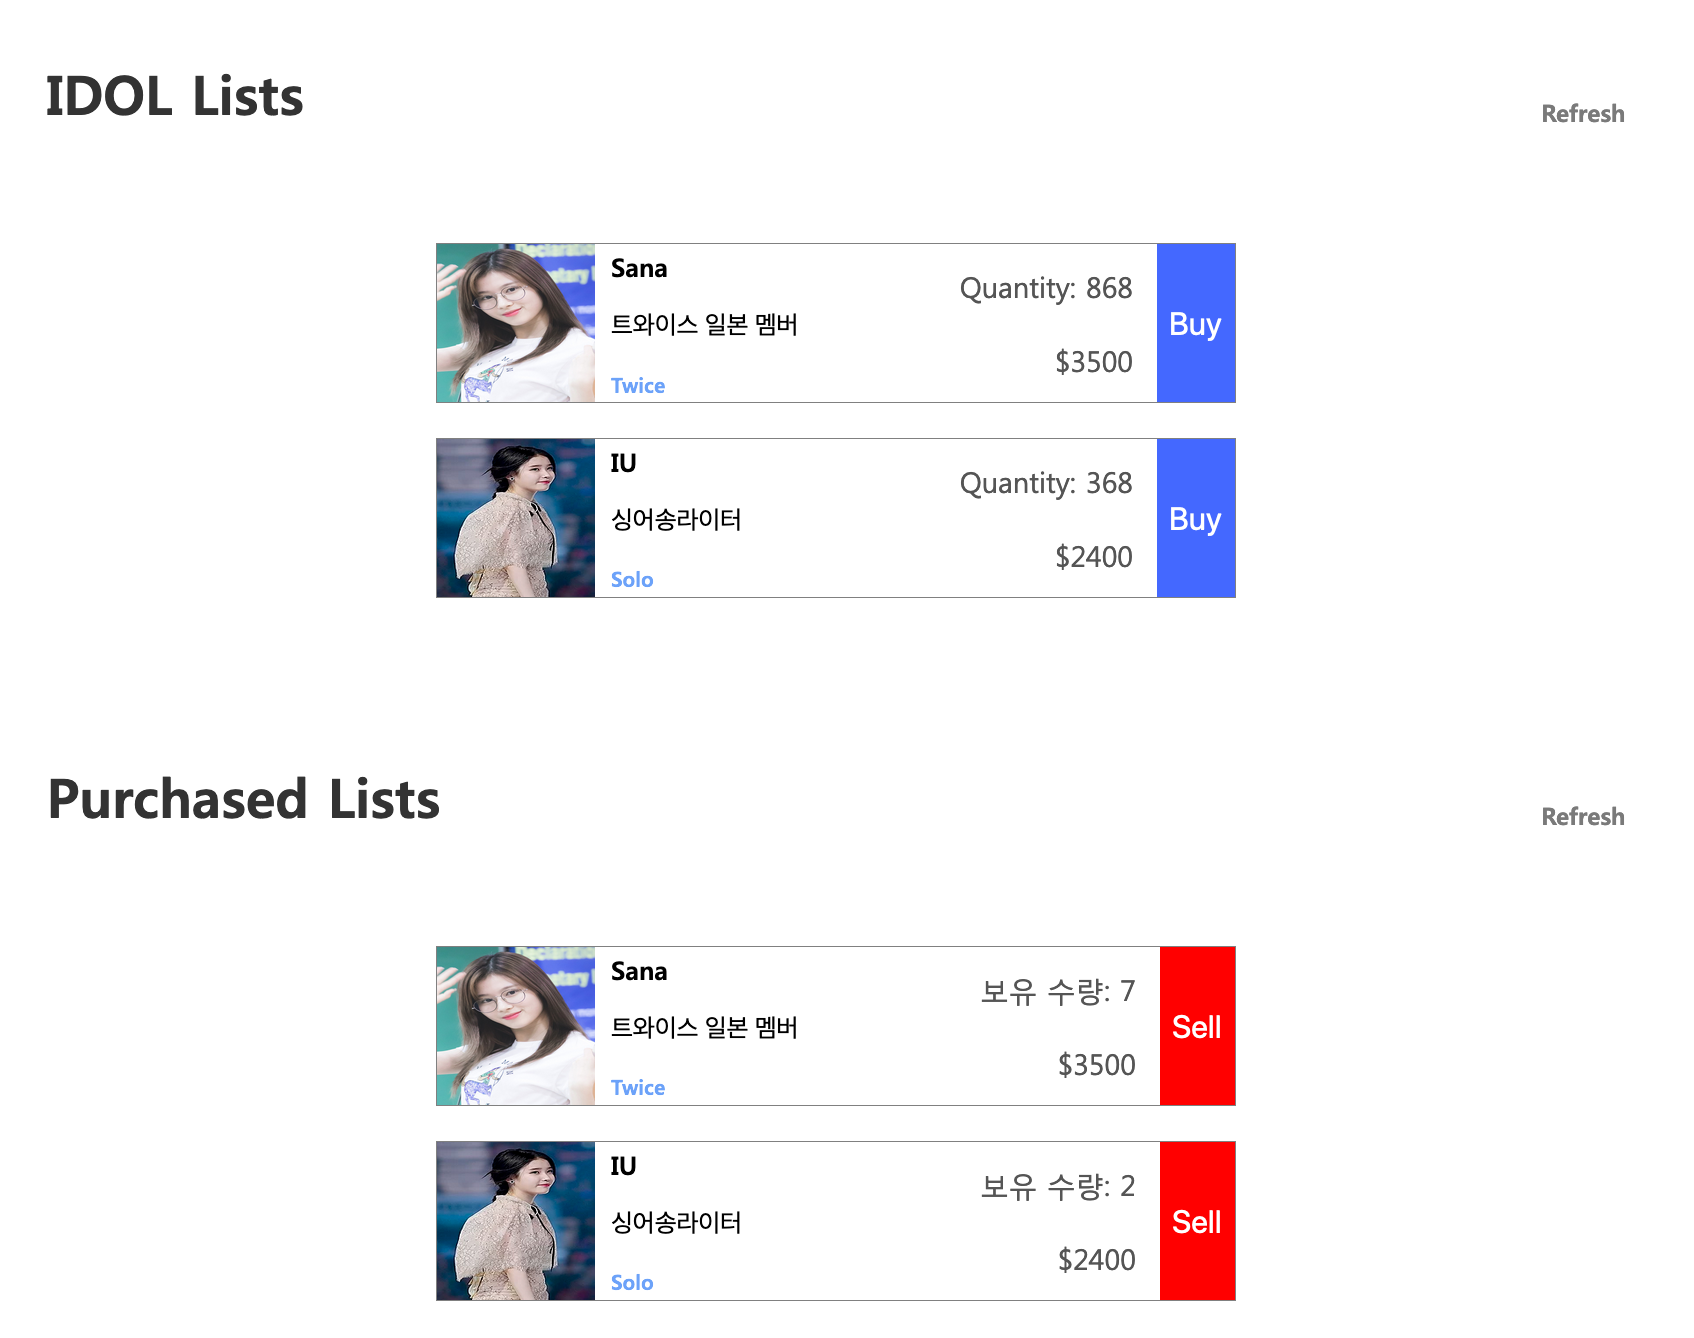 IDOL Lists
Refresh
Sana
Quantity: 868
트와이스 일본 멤버
Buy
$3500
Twice
IU
Quantity: 368
싱어송라이터
Buy
$2400
Solo
Purchased Lists
Refresh
Sana
보유 수량: 7
트와이스 일본 멤버
Sell
$3500
Twice
IU
보유 수량: 2
싱어송라이터
Sell
$2400
Solo